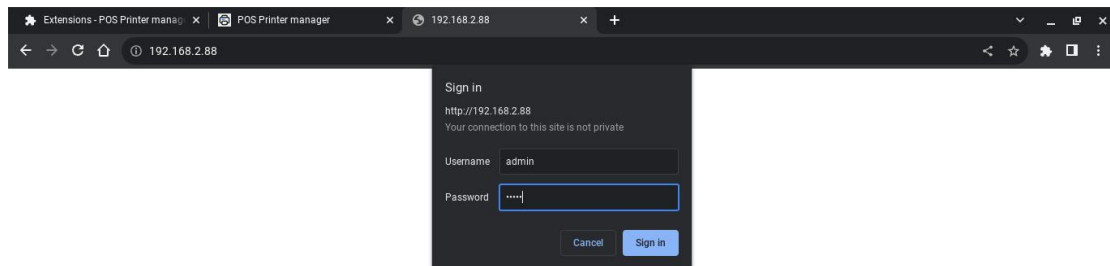 Extensions - POS Printer manag
POS Printer manager
192.168.2.88
192.168.2.88
Sign in
http://192.168.2.88
Your connection to this site is not private
Username admin
Password •••••
Cancel Sign in